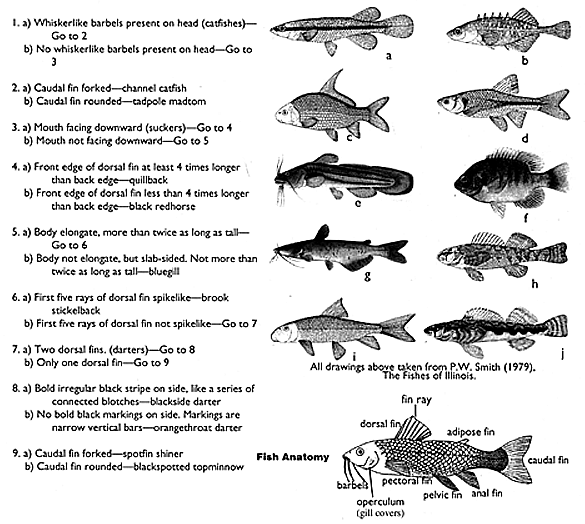 1. a) Whiskerlike barbels present on head (catfishes)—
Go to 2
b) No whiskerlike barbels present on head—Go to
3
2. a) Caudal fin forked—channel catfish
b) Caudal fin rounded—tadpole madtom
3. a) Mouth facing downward (suckers)—Go to 4
b) Mouth not facing downward—Go to 5
4. a) Front edge of dorsal fin at least 4 times longer
than back edge—quillback
b) Front edge of dorsal fin less than 4 times longer
than back edge—black redhorse
5. a) Body elongate, more than twice as long as tall—
Go to 6
b) Body not elongate, but slab-sided. Not more than
twice as long as tall—bluegill
6. a) First five rays of dorsal fin spikelike—brook
stickelback
b) First five rays of dorsal fin not spikelike—Go to 7
7. a) Two dorsal fins. (darters)—Go to 8
b) Only one dorsal fin—Go to 9
8. a) Bold irregular black stripe on side, like a series of
connected blotches—blackside darter
b) No bold black markings on side. Markings are
narrow vertical bars—orangethroat darter
9. a) Caudal fin forked—spotfin shiner
b) Caudal fin rounded—blackspotted topminnow
a
b
c
d
e
f
g
h
i
j
All drawings above taken from P.W. Smith (1979).
The Fishes of Illinois.
Fish Anatomy
fin ray
dorsal fin
adipose fin
caudal fin
barbels
pectoral fin
operculum
(gill covers)
pelvic fin
anal fin